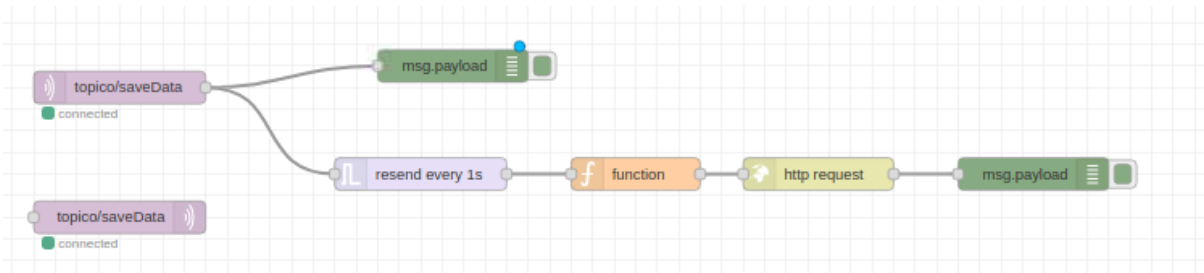 msg.payload
topico/saveData
connected
resend every 1s
function
http request
msg.payload
topico/saveData
connected